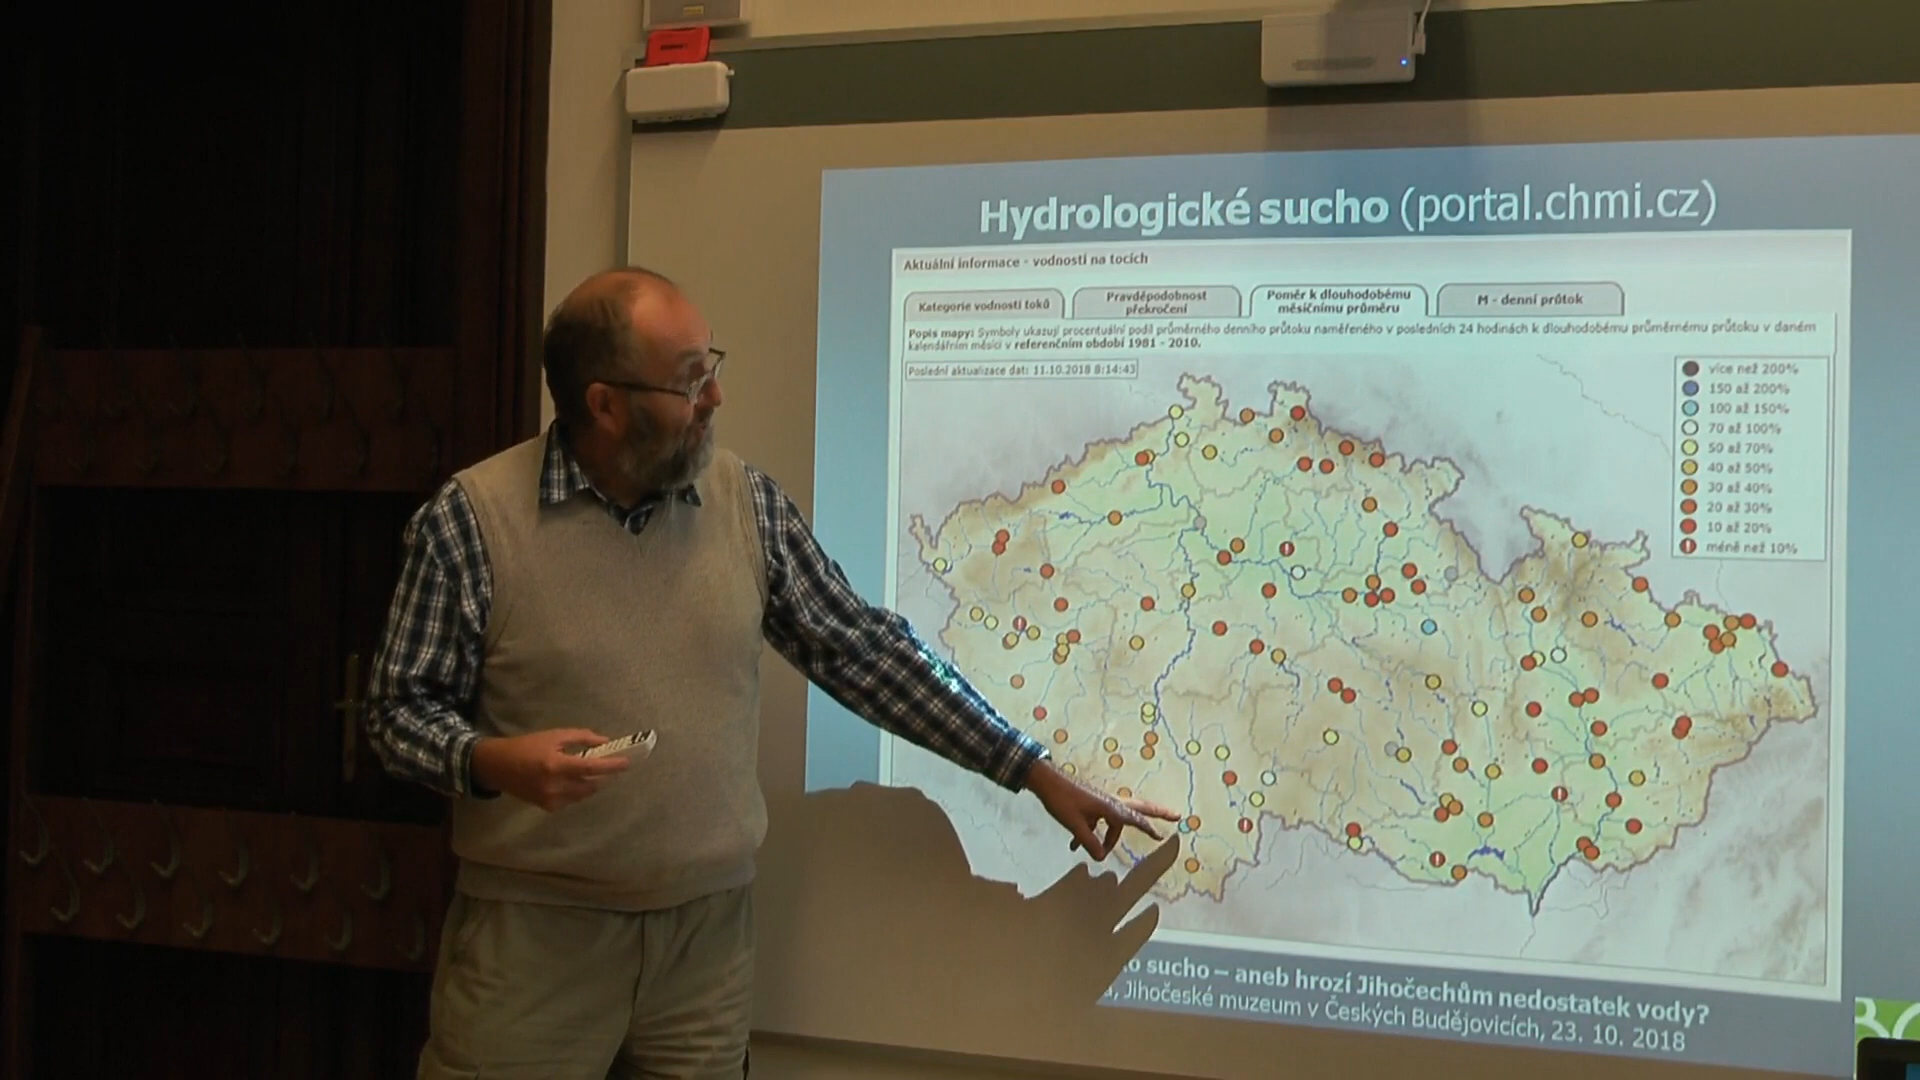 Hydrologické sucho (portal.chmi.cz)
Aktuální informace - vodnosti na tocích
Kategorie vodnosti toků
Pravděpodobnost
překročení
Poměr k dlouhodobému
měsíčnímu průměru
M - denní průtok
Popis mapy: Symboly ukazují procentuální podíl průměrného denního průtoku naměřeného v posledních 24 hodinách k dlouhodobému průměrnému průtoku v daném
kalendářním měsíci v referenčním období 1981 - 2010.
Poslední aktualizace dat: 11.10.2018 8:14:43
více než 200%
150 až 200%
100 až 150%
70 až 100%
50 až 70%
40 až 50%
30 až 40%
20 až 30%
10 až 20%
méně než 10%
o sucho – aneb hrozí Jihočechům nedostatek vody?
a, Jihočeské muzeum v Českých Budějovicích, 23. 10. 2018